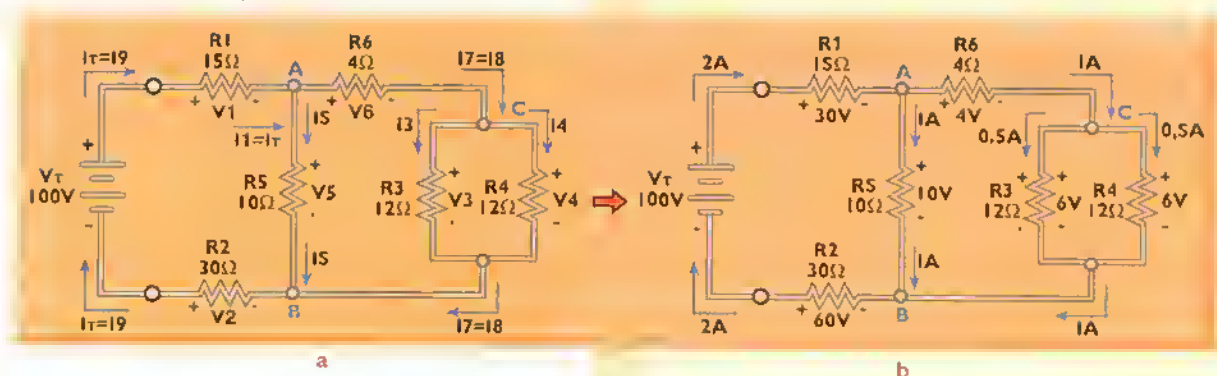 R1
15Ω
+ V1 -
A
R6
4Ω
+ V6 -
IT=I9
I7=I8
C
I1=IT
I5
I3
I4
+
VT
100V
-
R5
10Ω
+
V5
-
R3
12Ω
+
V3
-
R4
12Ω
+
V4
-
I5
R2
30Ω
+ V2 -
B
IT=I9
I7=I8
a
2A
R1
15Ω
+ 30V -
A
R6
4Ω
+ 4V -
1A
C
1A
0,5A
0,5A
+
VT
100V
-
R5
10Ω
+
10V
-
R3
12Ω
+
6V
-
R4
12Ω
+
6V
-
1A
R2
30Ω
+ 60V -
B
2A
1A
b